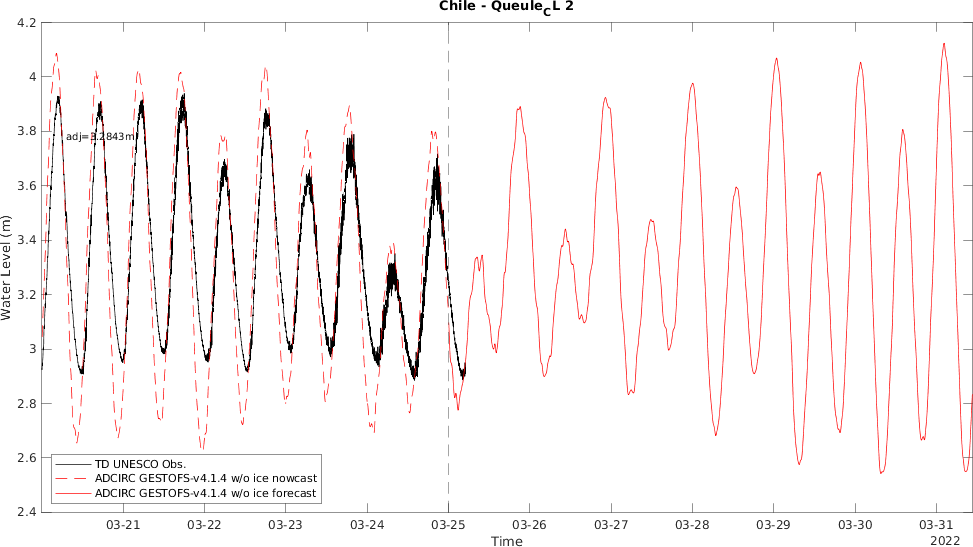 Chile - Queule_C L 2
4.2
4
3.8
3.6
3.4
3.2
3
2.8
2.6
2.4
Water Level (m)
adj=3.2843m
TD UNESCO Obs.
ADCIRC GESTOFS-v4.1.4 w/o ice nowcast
ADCIRC GESTOFS-v4.1.4 w/o ice forecast
03-21 03-22 03-23 03-24 03-25 03-26 03-27 03-28 03-29 03-30 03-31
Time
2022